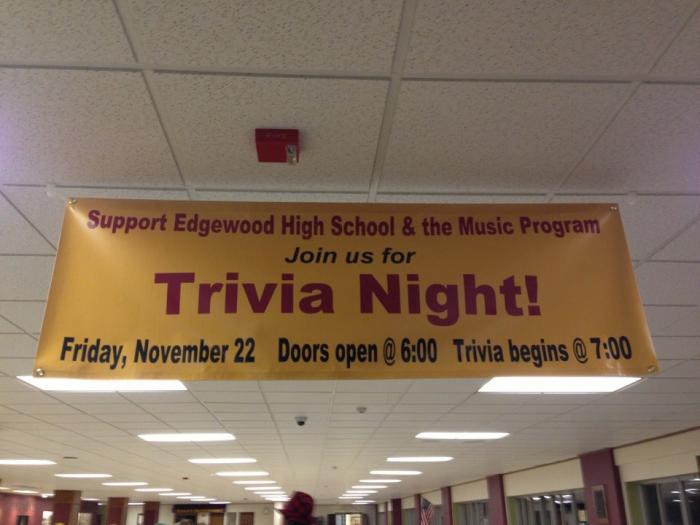 Support Edgewood High School & the Music Program
Join us for
Trivia Night!
Friday, November 22 Doors open @ 6:00 Trivia begins @ 7:00